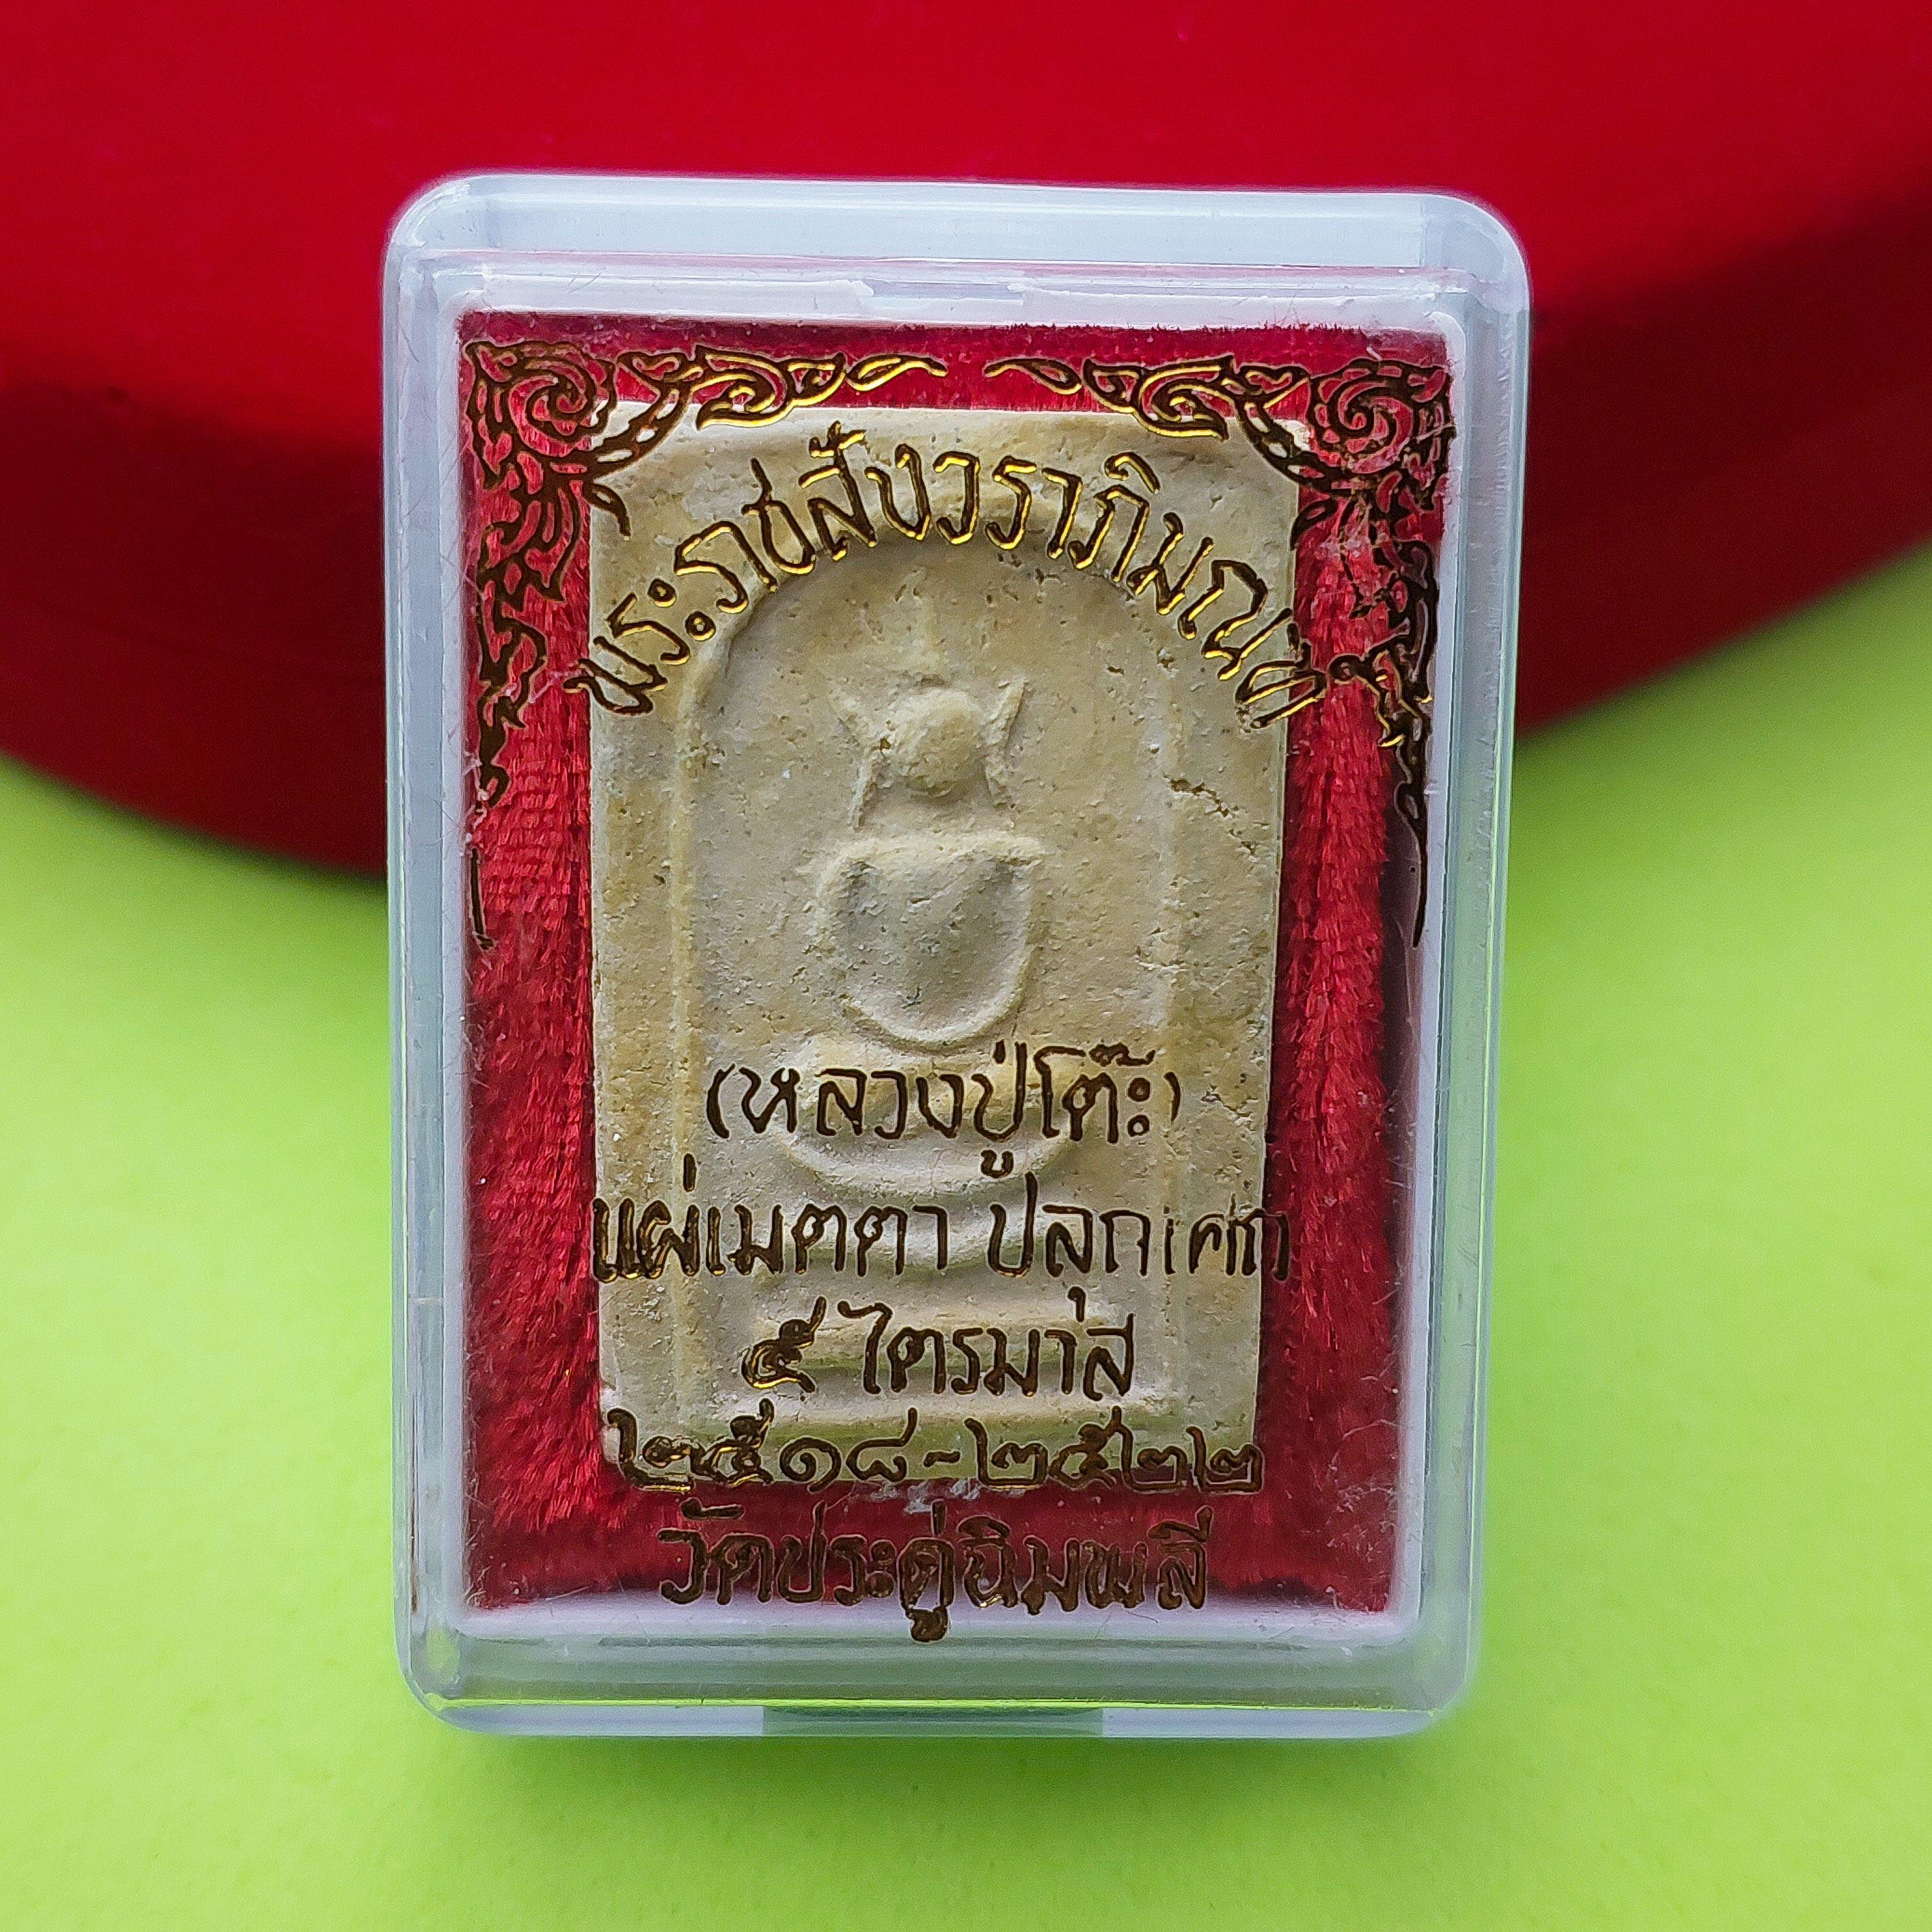 พระราชสังวราภิมณฑ์
(หลวงปู่โต๊ะ)
แผ่เมตตา ปลุกเศก
๕ ไตรมาส
๒๕๑๘-๒๕๒๒
วัดประดู่ฉิมพลี